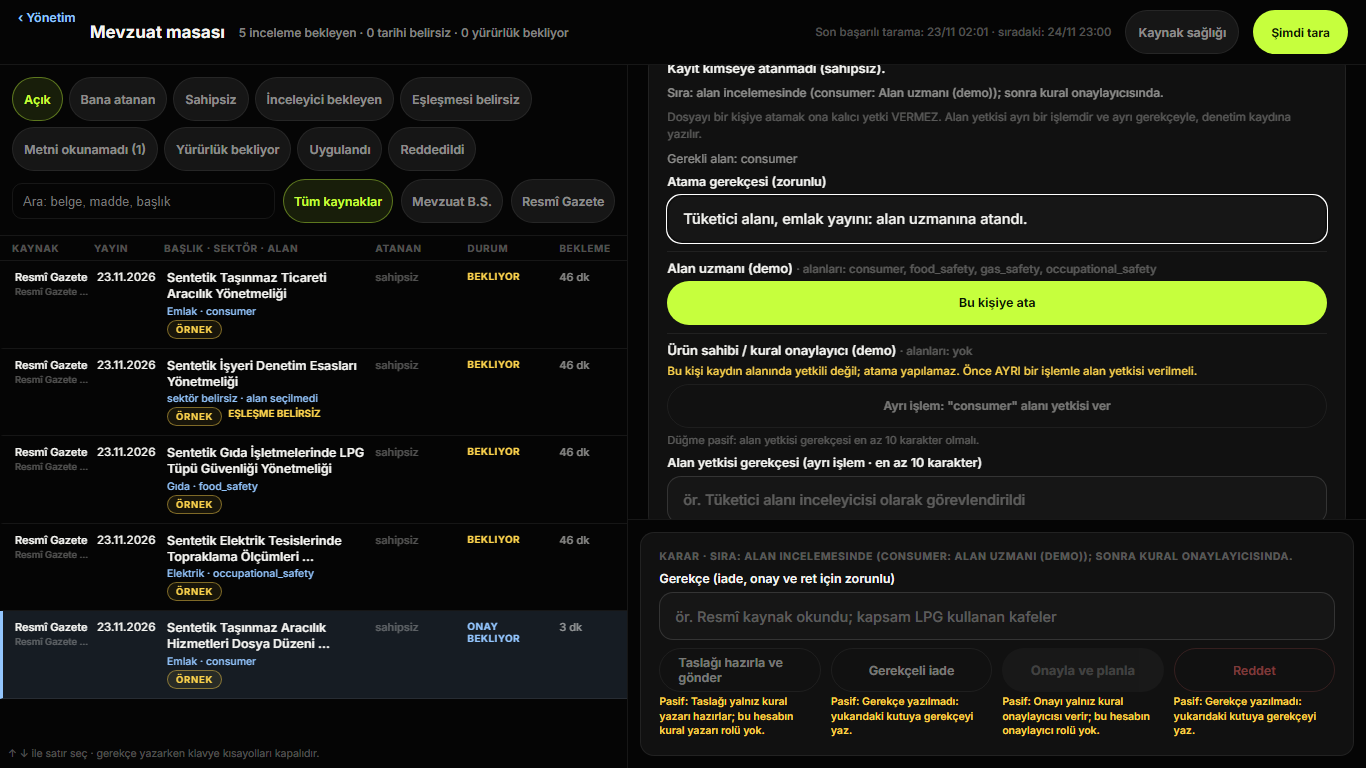 ‹ Yönetim
Mevzuat masası
5 inceleme bekleyen · 0 tarihi belirsiz · 0 yürürlük bekliyor
Son başarılı tarama: 23/11 02:01 · sıradaki: 24/11 23:00
Kaynak sağlığı
Şimdi tara
Açık
Bana atanan
Sahipsiz
İnceleyici bekleyen
Eşleşmesi belirsiz
Metni okunamadı (1)
Yürürlük bekliyor
Uygulandı
Reddedildi
Ara: belge, madde, başlık
Tüm kaynaklar
Mevzuat B.S.
Resmî Gazete
KAYNAK
YAYIN
BAŞLIK · SEKTÖR · ALAN
ATANAN
DURUM
BEKLEME
Resmî Gazete
Resmî Gazete ...
23.11.2026
Sentetik Taşınmaz Ticareti
Aracılık Yönetmeliği
Emlak · consumer
ÖRNEK
sahipsiz
BEKLIYOR
46 dk
Resmî Gazete
Resmî Gazete ...
23.11.2026
Sentetik İşyeri Denetim Esasları
Yönetmeliği
sektör belirsiz · alan seçilmedi
ÖRNEK
EŞLEŞME BELIRSIZ
sahipsiz
BEKLIYOR
46 dk
Resmî Gazete
Resmî Gazete ...
23.11.2026
Sentetik Gıda İşletmelerinde LPG
Tüpü Güvenliği Yönetmeliği
Gıda · food_safety
ÖRNEK
sahipsiz
BEKLIYOR
46 dk
Resmî Gazete
Resmî Gazete ...
23.11.2026
Sentetik Elektrik Tesislerinde
Topraklama Ölçümleri ...
Elektrik · occupational_safety
ÖRNEK
sahipsiz
BEKLIYOR
46 dk
Resmî Gazete
Resmî Gazete ...
23.11.2026
Sentetik Taşınmaz Aracılık
Hizmetleri Dosya Düzeni ...
Emlak · consumer
ÖRNEK
sahipsiz
ONAY
BEKLIYOR
3 dk
↑ ↓ ile satır seç · gerekçe yazarken klavye kısayolları kapalıdır.
Kayıt kimseye atanmadı (sahipsiz).
Sıra: alan incelemesinde (consumer: Alan uzmanı (demo)); sonra kural onaylayıcısında.
Dosyayı bir kişiye atamak ona kalıcı yetki VERMEZ. Alan yetkisi ayrı bir işlemdir ve ayrı gerekçeyle, denetim kaydına
yazılır.
Gerekli alan: consumer
Atama gerekçesi (zorunlu)
Tüketici alanı, emlak yayını: alan uzmanına atandı.
Alan uzmanı (demo) · alanları: consumer, food_safety, gas_safety, occupational_safety
Bu kişiye ata
Ürün sahibi / kural onaylayıcı (demo) · alanları: yok
Bu kişi kaydın alanında yetkili değil; atama yapılamaz. Önce AYRI bir işlemle alan yetkisi verilmeli.
Ayrı işlem: "consumer" alanı yetkisi ver
Düğme pasif: alan yetkisi gerekçesi en az 10 karakter olmalı.
Alan yetkisi gerekçesi (ayrı işlem · en az 10 karakter)
ör. Tüketici alanı inceleyicisi olarak görevlendirildi
KARAR · SIRA: ALAN INCELEMESINDE (CONSUMER: ALAN UZMANI (DEMO)); SONRA KURAL ONAYLAYICISINDA.
Gerekçe (iade, onay ve ret için zorunlu)
ör. Resmî kaynak okundu; kapsam LPG kullanan kafeler
Taslağı hazırla ve
gönder
Gerekçeli iade
Onayla ve planla
Reddet
Pasif: Taslağı yalnız kural
yazarı hazırlar; bu hesabın
kural yazarı rolü yok.
Pasif: Gerekçe yazılmadı:
yukarıdaki kutuya gerekçeyi
yaz.
Pasif: Onayı yalnız kural
onaylayıcısı verir; bu hesabın
onaylayıcı rolü yok.
Pasif: Gerekçe yazılmadı:
yukarıdaki kutuya gerekçeyi
yaz.